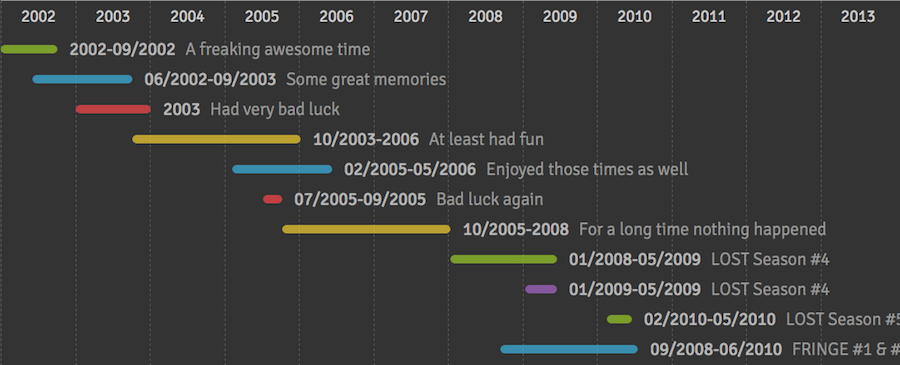 2002 2003 2004 2005 2006 2007 2008 2009 2010 2011 2012 2013
2002-09/2002 A freaking awesome time
06/2002-09/2003 Some great memories
2003 Had very bad luck
10/2003-2006 At least had fun
02/2005-05/2006 Enjoyed those times as well
07/2005-09/2005 Bad luck again
10/2005-2008 For a long time nothing happened
01/2008-05/2009 LOST Season #4
01/2009-05/2009 LOST Season #4
02/2010-05/2010 LOST Season #5
09/2008-06/2010 FRINGE #1 & #